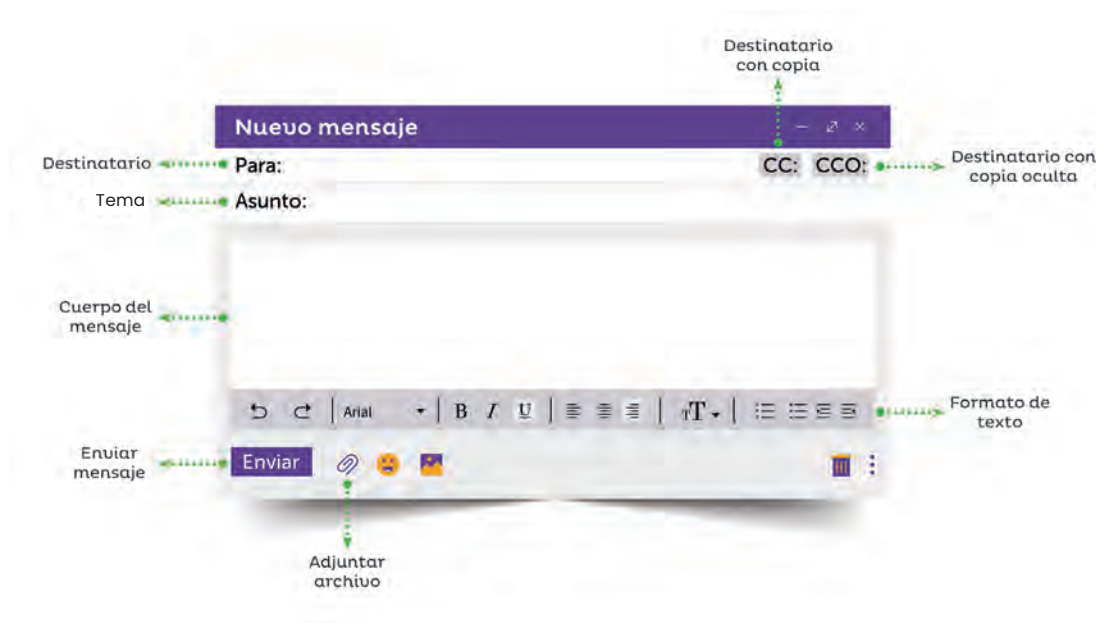 Destinatario
con copia
Nuevo mensaje
Destinatario
Para:
CC:
CCO:
Destinatario con
copia oculta
Tema
Asunto:
Cuerpo del
mensaje
Arial
B I U
TT
Formato de
texto
Enviar
mensaje
Enviar
Adjuntar
archivo